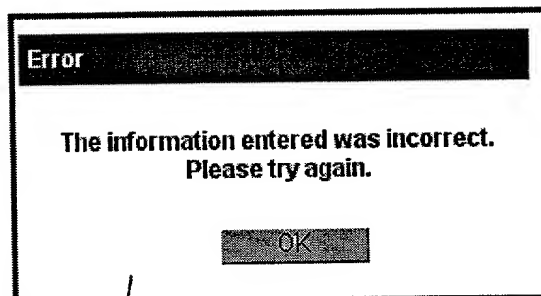 Error
The information entered was incorrect.
Please try again.
OK